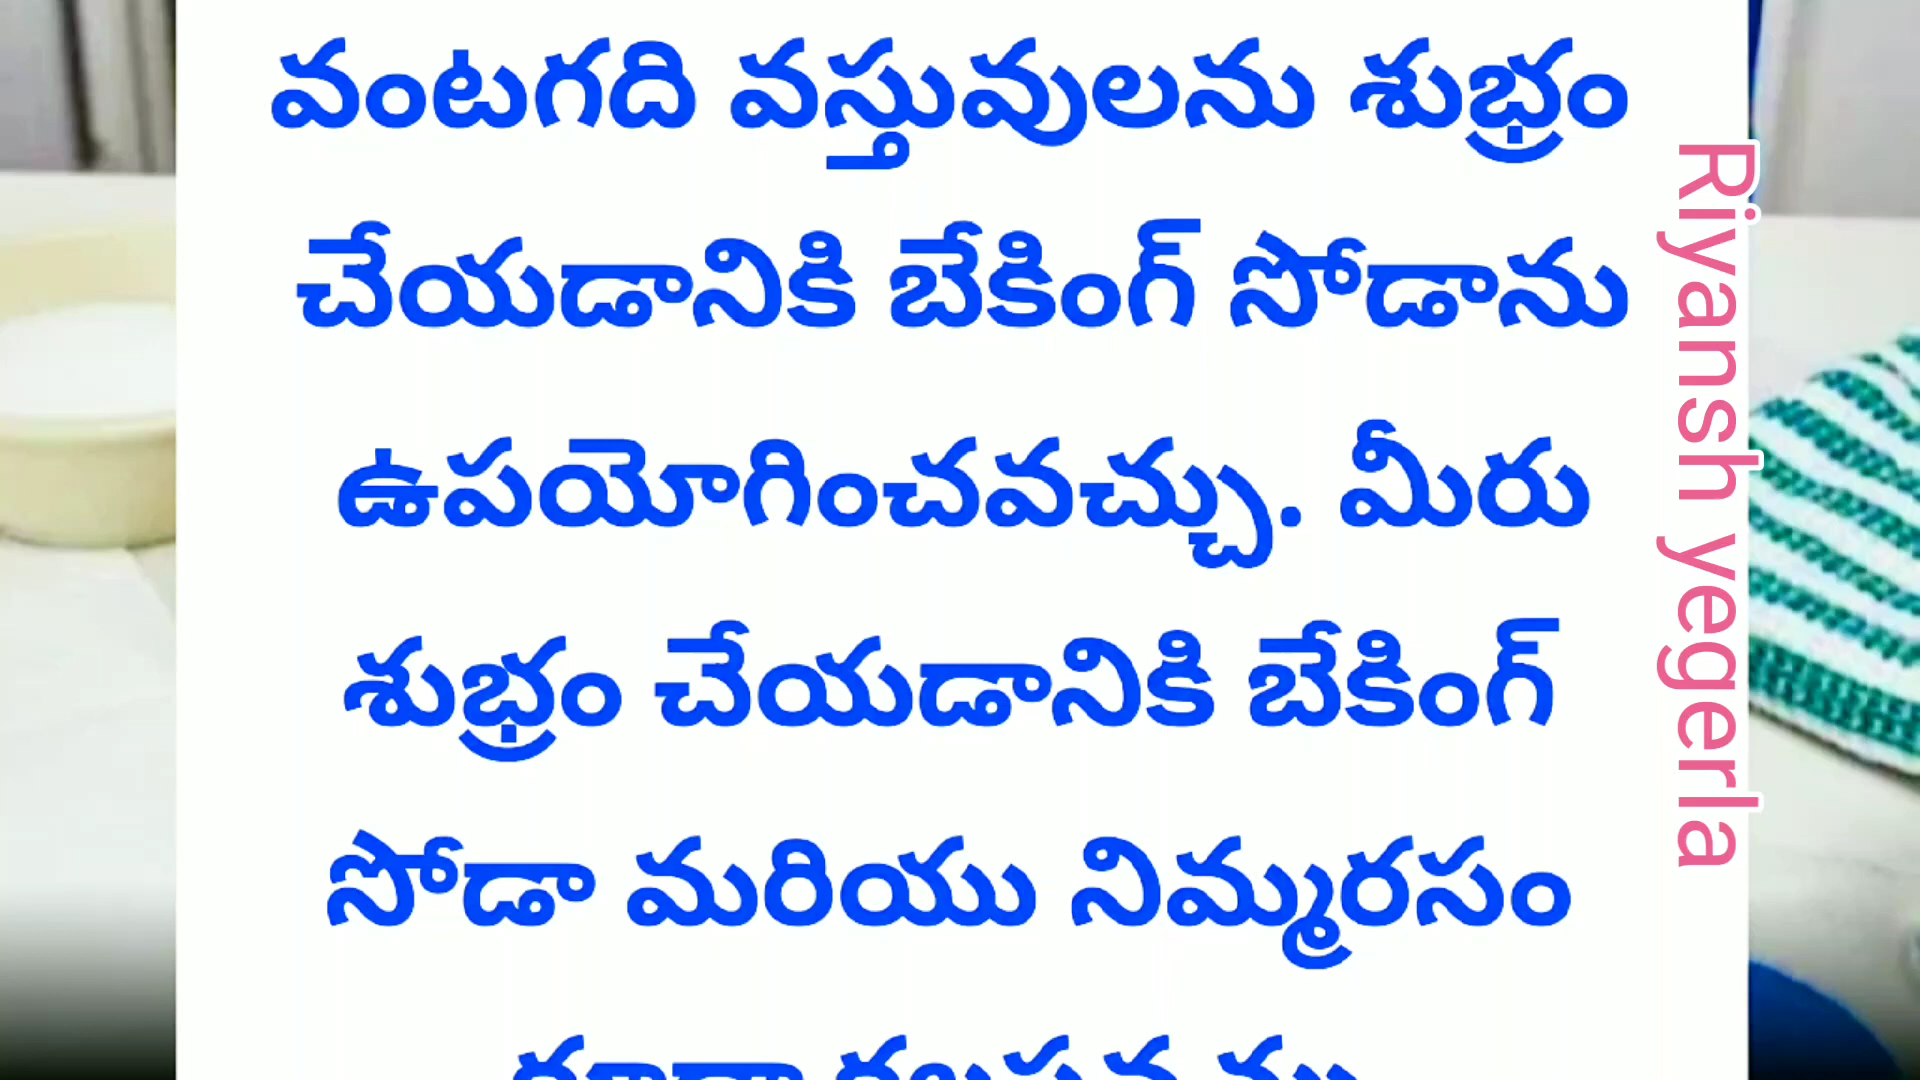 వంటగది వస్తువులను శుభ్రం
చేయడానికి బేకింగ్ సోడాను
ఉపయోగించవచ్చు. మీరు
శుభ్రం చేయడానికి బేకింగ్
సోడా మరియు నిమ్మరసం
Riyansh yegerla